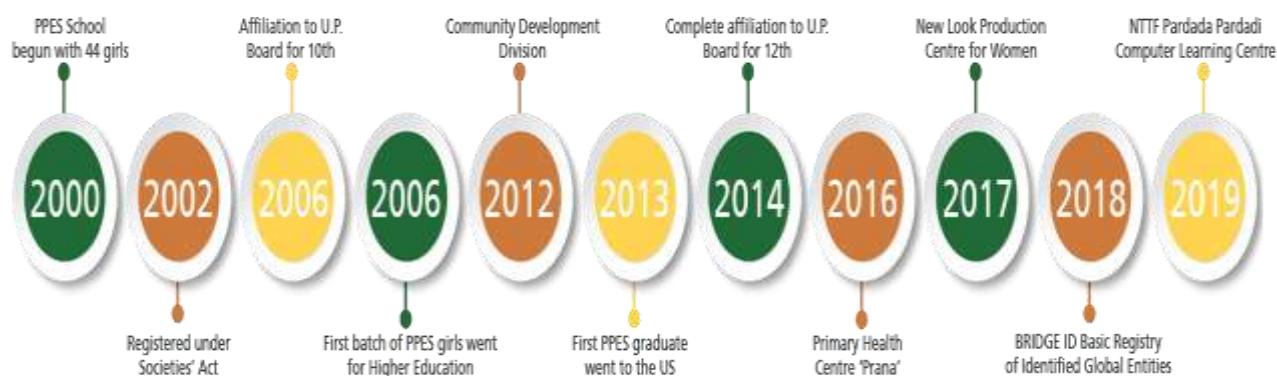 PPES School
begun with 44 girls
Affiliation to U.P.
Board for 10th
Community Development
Division
Complete affiliation to U.P.
Board for 12th
New Look Production
Centre for Women
NTTF Pardada Pardadi
Computer Learning Centre
2000
2002
2006
2006
2012
2013
2014
2016
2017
2018
2019
Registered under
Societies' Act
First batch of PPES girls went
for Higher Education
First PPES graduate
went to the US
Primary Health
Centre 'Prana'
BRIDGE ID Basic Registry
of Identified Global Entities